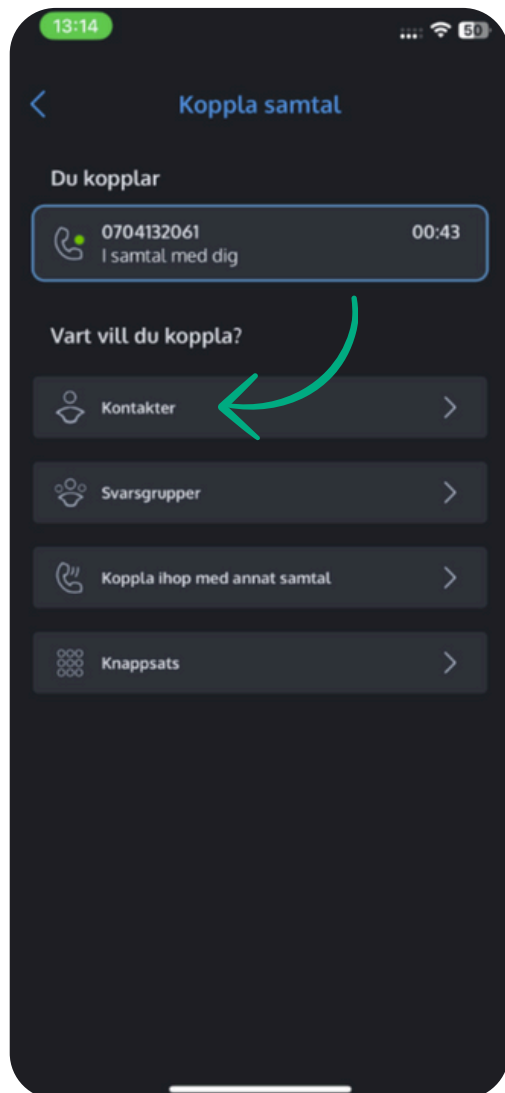 13:14
50
Koppla samtal
Du kopplar
0704132061 00:43
I samtal med dig
Vart vill du koppla?
Kontakter
Svarsgrupper
Koppla ihop med annat samtal
Knappsats